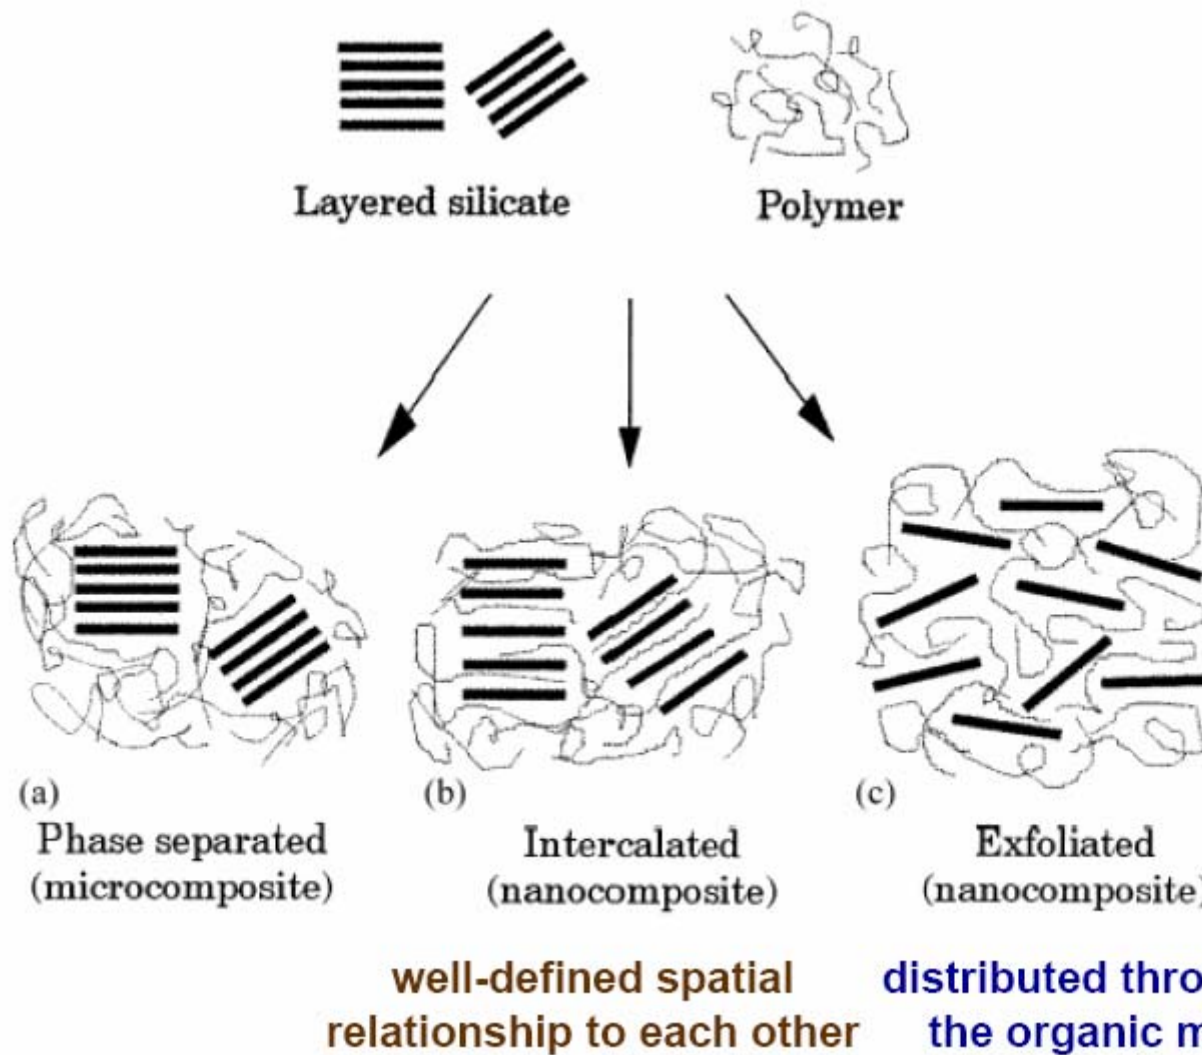 Layered silicate
Polymer
(a)
Phase separated
(microcomposite)
(b)
Intercalated
(nanocomposite)
(c)
Exfoliated
(nanocomposite)
well-defined spatial
relationship to each other
distributed thro
the organic m